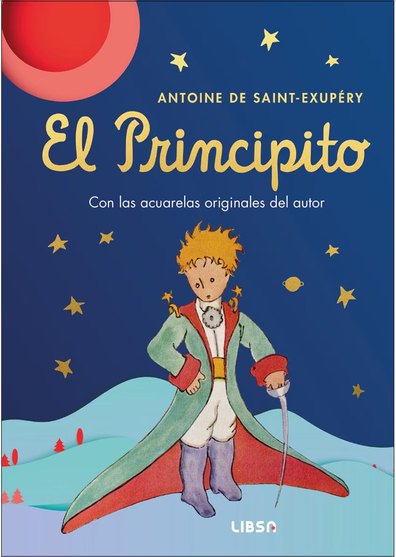 ANTOINE DE SAINT-EXUPÉRY
El Principito
Con las acuarelas originales del autor
LIBSA